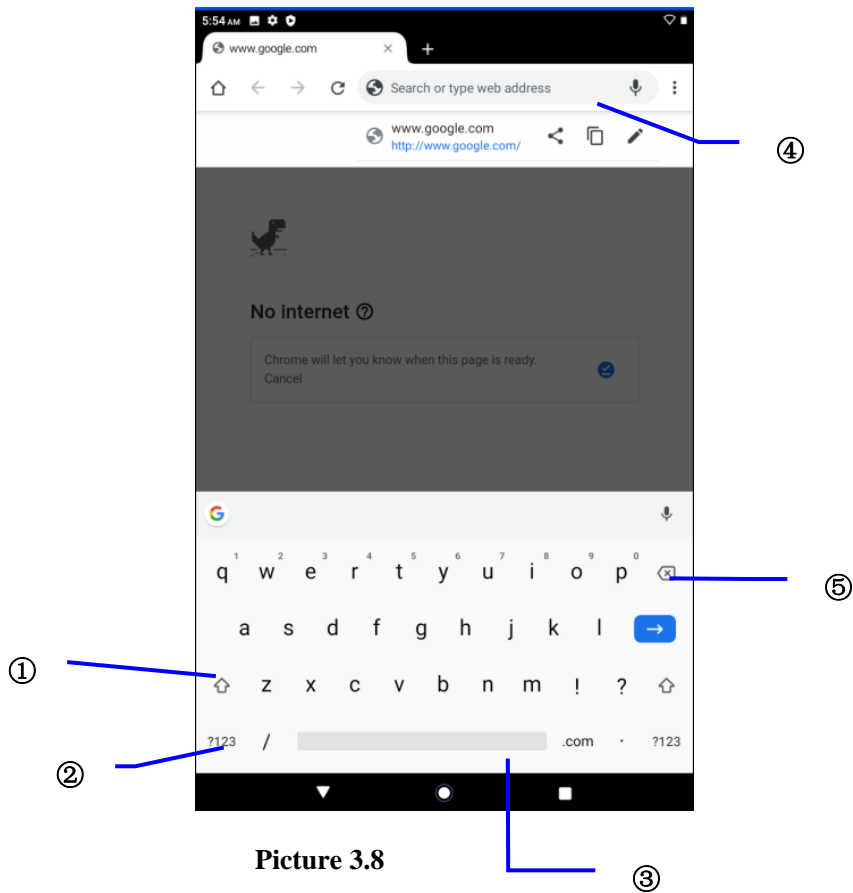 5:54 AM
www.google.com
Search or type web address
www.google.com
http://www.google.com/
④
No internet
Chrome will let you know when this page is ready.
Cancel
G
1 2 3 4 5 6 7 8 9 0
q w e r t y u i o p
⑤
a s d f g h j k l
①
z x c v b n m ! ?
?123 / .com . ?123
②
Picture 3.8
③